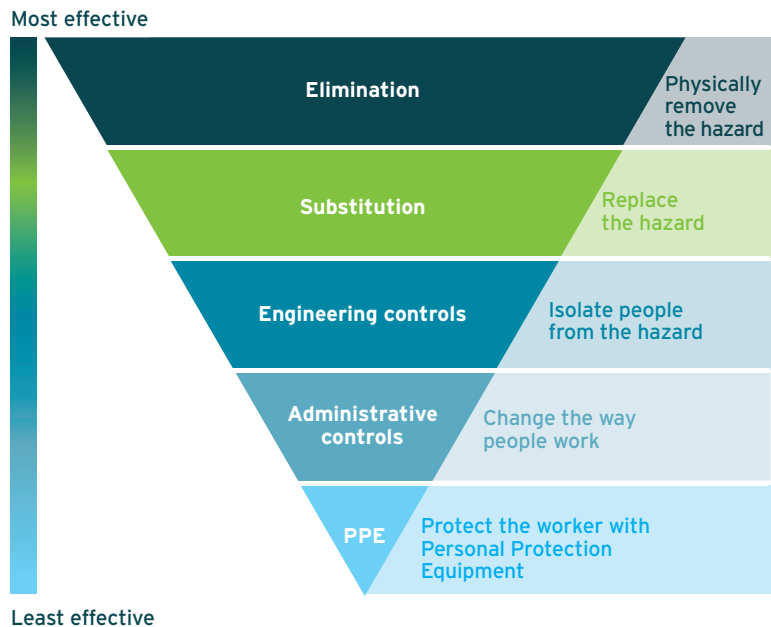 Most effective
Elimination
Physically
remove
the hazard
Substitution
Replace
the hazard
Engineering controls
Isolate people
from the hazard
Administrative
controls
Change the way
people work
PPE
Protect the worker with
Personal Protection
Equipment
Least effective